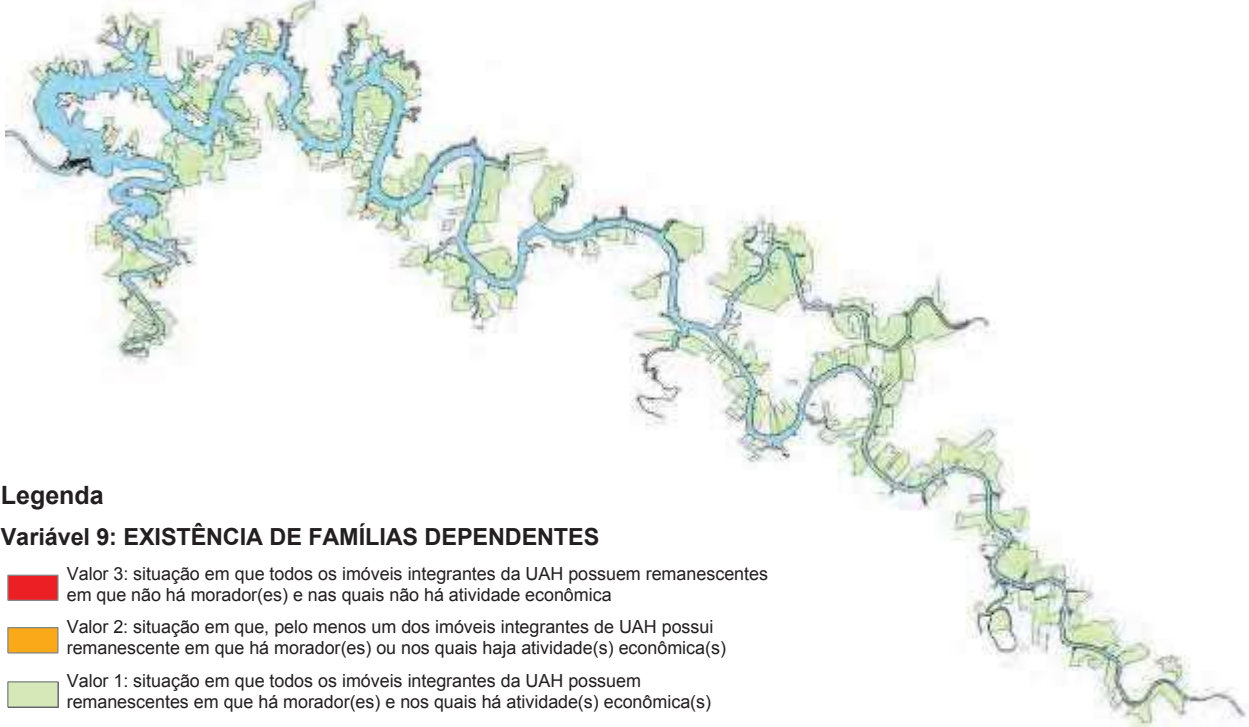 Legenda
Variável 9: EXISTÊNCIA DE FAMÍLIAS DEPENDENTES
Valor 3: situação em que todos os imóveis integrantes da UAH possuem remanescentes
em que não há morador(es) e nas quais não há atividade econômica
Valor 2: situação em que, pelo menos um dos imóveis integrantes de UAH possui
remanescente em que há morador(es) ou nos quais haja atividade(s) econômica(s)
Valor 1: situação em que todos os imóveis integrantes da UAH possuem
remanescentes em que há morador(es) e nos quais há atividade(s) econômica(s)